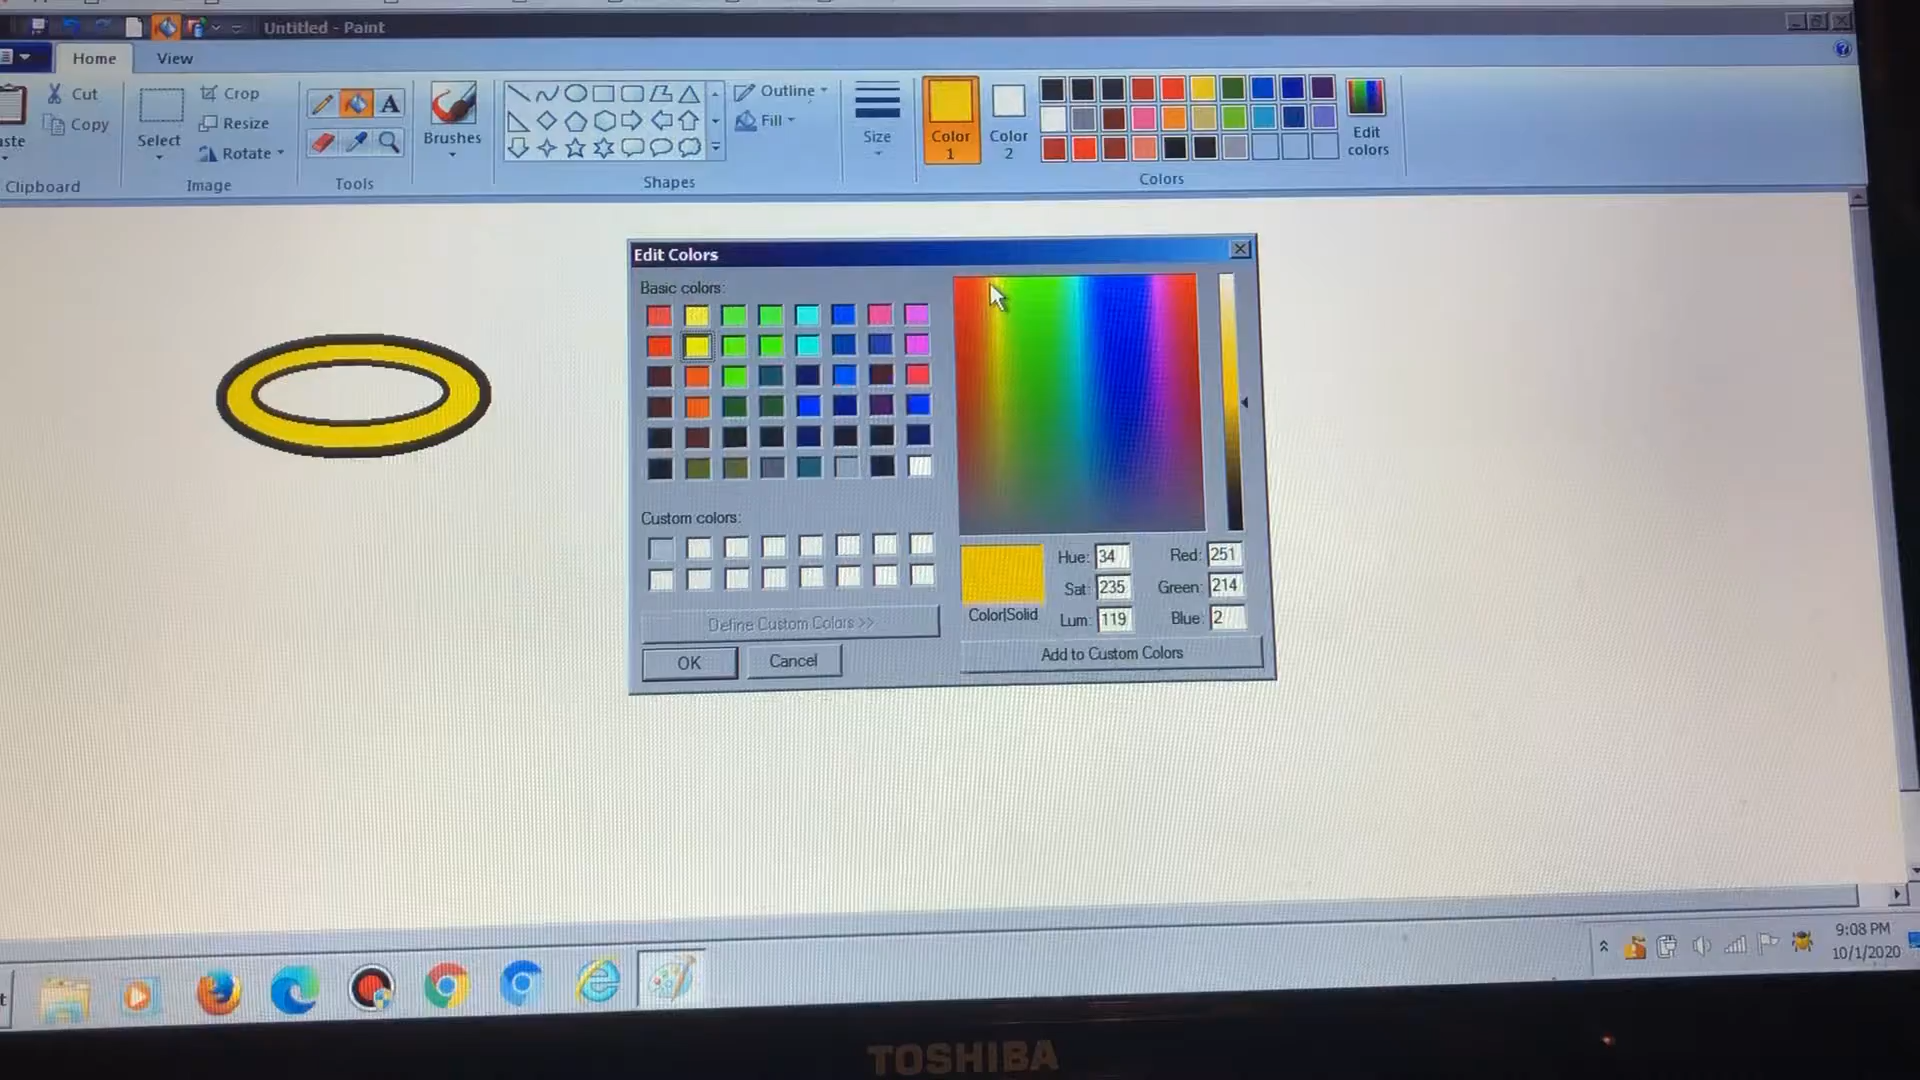 Untitled - Paint
Home View
Cut
Copy
Clipboard
Select
Crop
Resize
Rotate
Image
A
Tools
Brushes
Shapes
Outline
Fill
Size
Color 1
Color 2
Edit colors
Colors
Edit Colors
Basic colors:
Custom colors:
Define Custom Colors >>
OK Cancel
Color|Solid
Hue: 34 Red: 251
Sat: 235 Green: 214
Lum: 119 Blue: 2
Add to Custom Colors
9:08 PM
10/1/2020
TOSHIBA